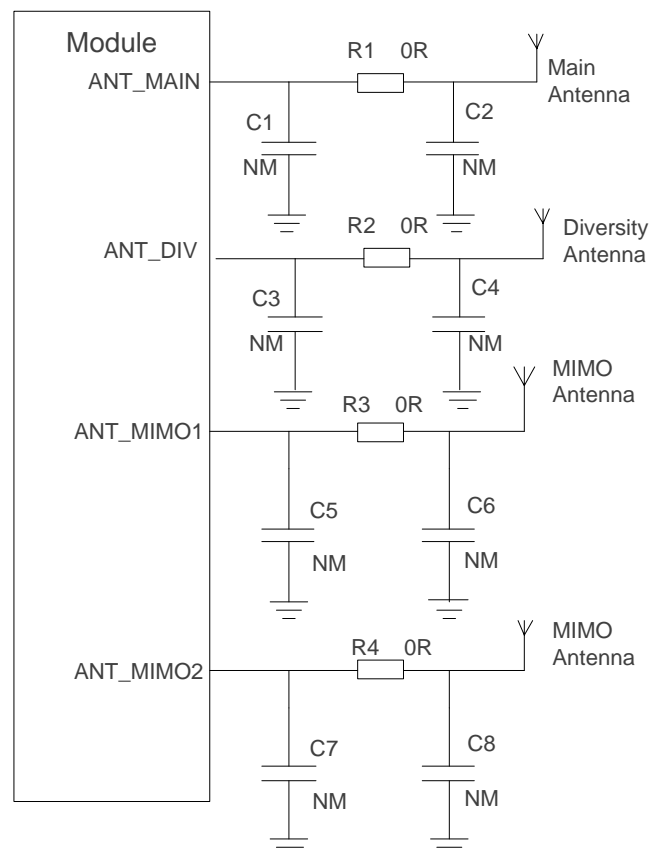 Module
R1 0R
ANT_MAIN
Main
Antenna
C1
C2
NM
NM
R2 0R
Diversity
Antenna
ANT_DIV
C3
C4
NM
NM
MIMO
Antenna
R3 0R
ANT_MIMO1
C5
C6
NM
NM
MIMO
Antenna
R4 0R
ANT_MIMO2
C7
C8
NM
NM